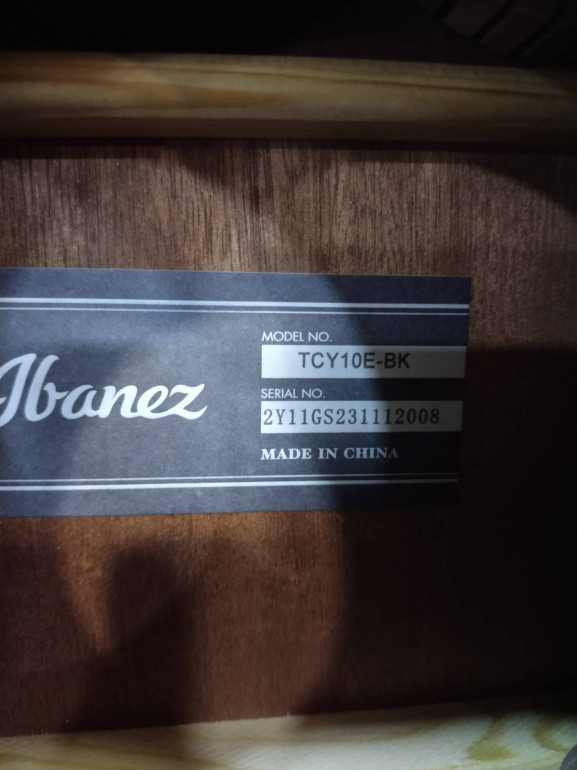 Ibanez
MODEL NO.
TCY10E-BK
SERIAL NO.
2Y11GS231112008
MADE IN CHINA